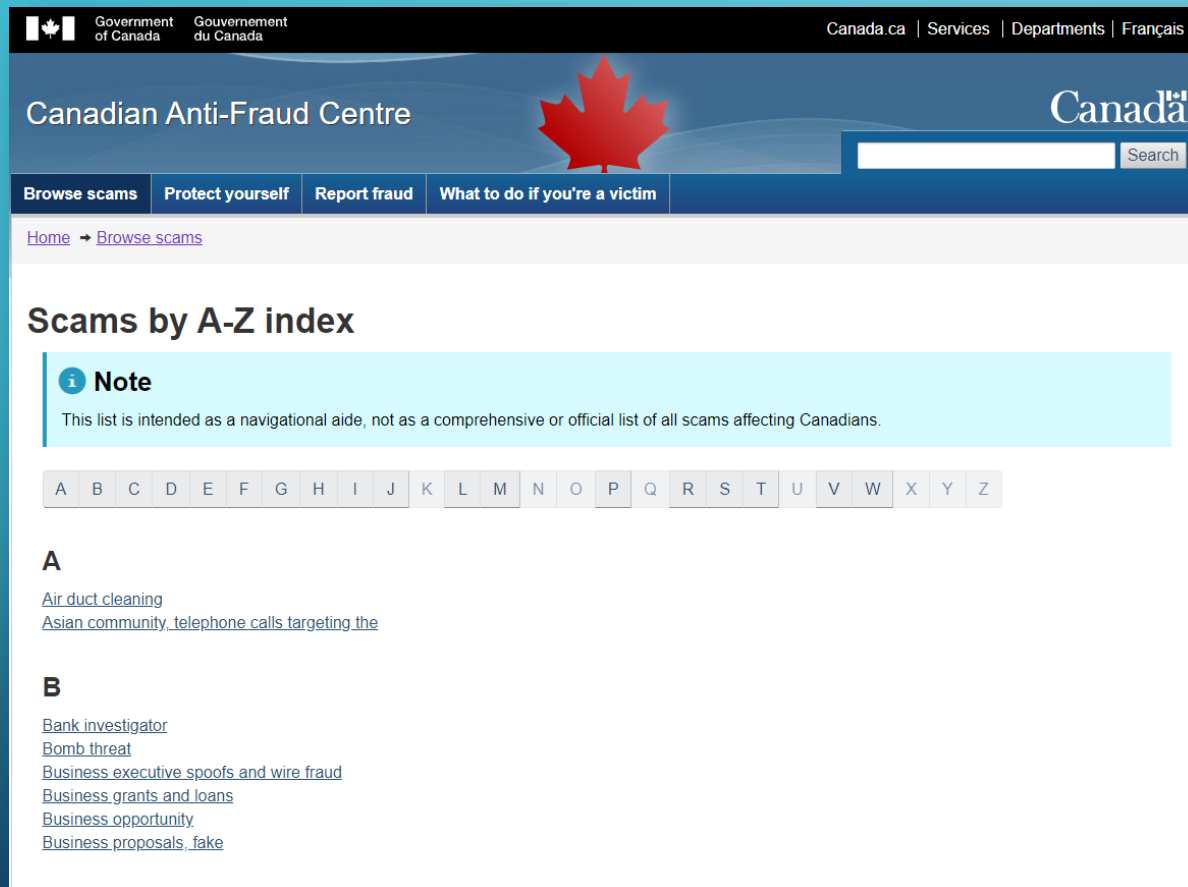 Government of Canada
Gouvernement du Canada
Canada.ca | Services | Departments | Français
Canadian Anti-Fraud Centre
Canada
Search
Browse scams
Protect yourself
Report fraud
What to do if you're a victim
Home → Browse scams
Scams by A-Z index
Note
This list is intended as a navigational aide, not as a comprehensive or official list of all scams affecting Canadians.
A B C D E F G H I J K L M N O P Q R S T U V W X Y Z
A
Air duct cleaning
Asian community, telephone calls targeting the
B
Bank investigator
Bomb threat
Business executive spoofs and wire fraud
Business grants and loans
Business opportunity
Business proposals, fake